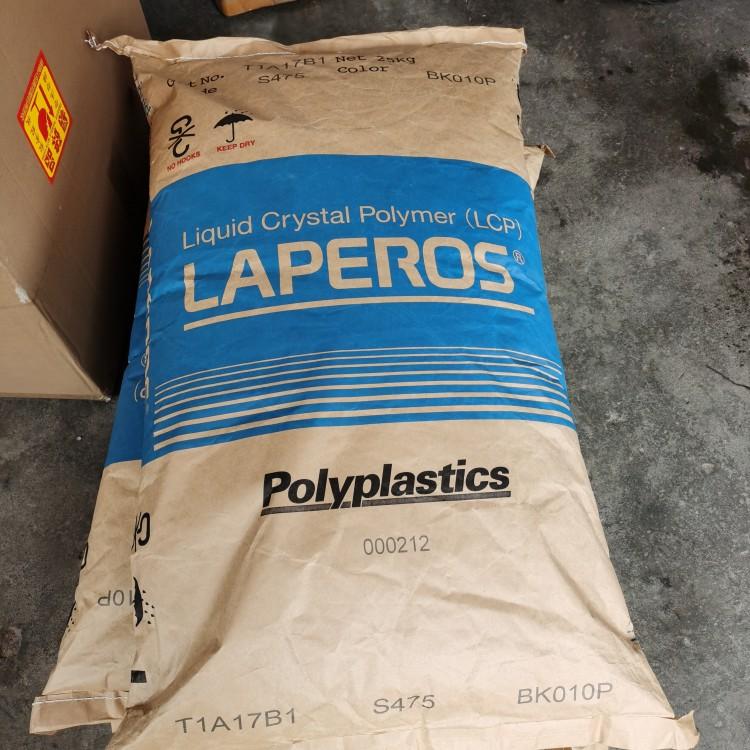 T1A17B1 Net 25kg
S475 Color BK010P
NO HOOKS
KEEP DRY
Liquid Crystal Polymer (LCP)
LAPEROS®
Polyplastics
000212
T1A17B1 S475 BK010P